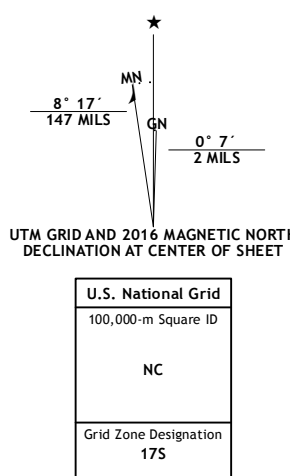 ★
MN
8° 17´
147 MILS
GN
0° 7´
2 MILS
UTM GRID AND 2016 MAGNETIC NORTH
DECLINATION AT CENTER OF SHEET
U.S. National Grid
100,000-m Square ID
NC
Grid Zone Designation
17S